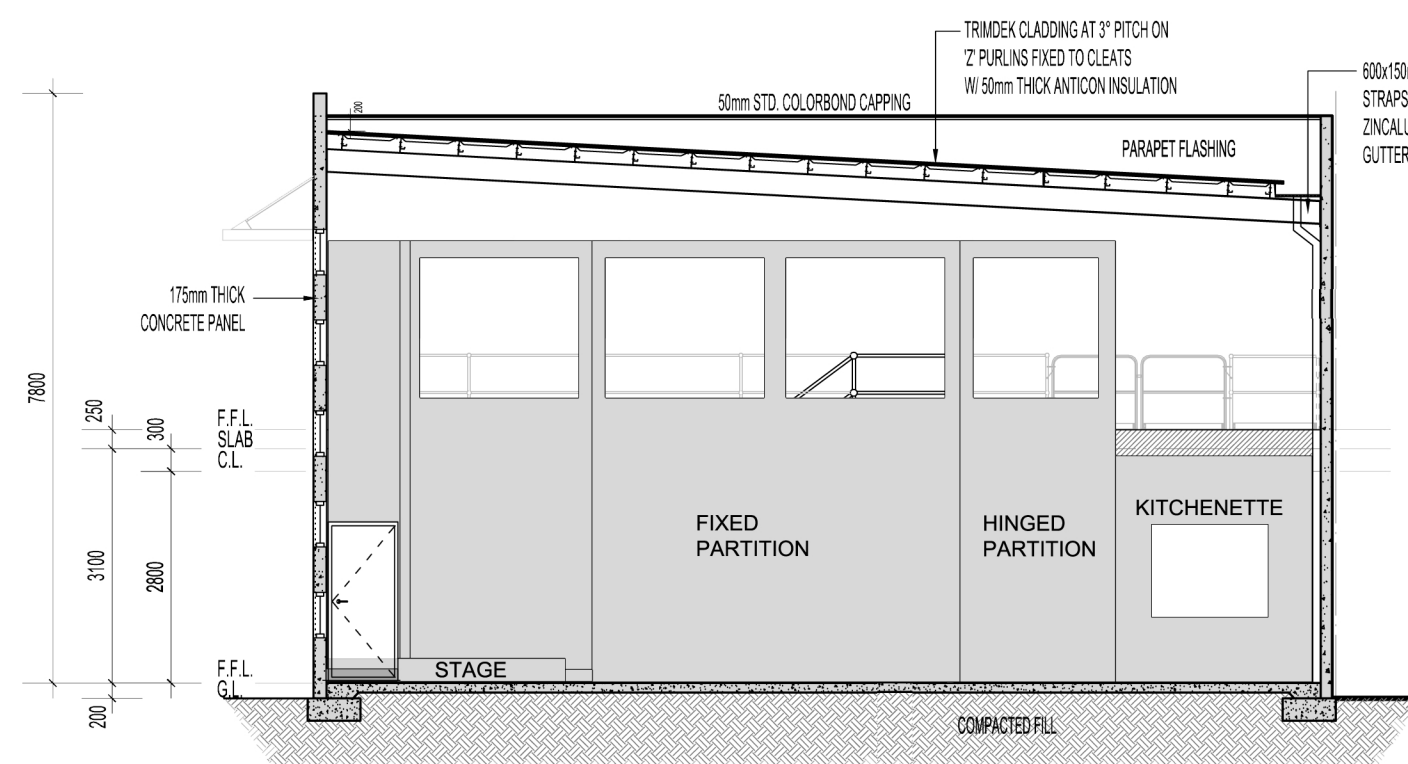 TRIMDEK CLADDING AT 3° PITCH ON
'Z' PURLINS FIXED TO CLEATS
W/ 50mm THICK ANTICON INSULATION
600x150
STRAPS
ZINCALU
GUTTER
50mm STD. COLORBOND CAPPING
200
PARAPET FLASHING
175mm THICK
CONCRETE PANEL
7800
250
300
F.F.L.
SLAB
C.L.
3100
2800
FIXED
PARTITION
HINGED
PARTITION
KITCHENETTE
STAGE
F.F.L.
G.L.
200
COMPACTED FILL